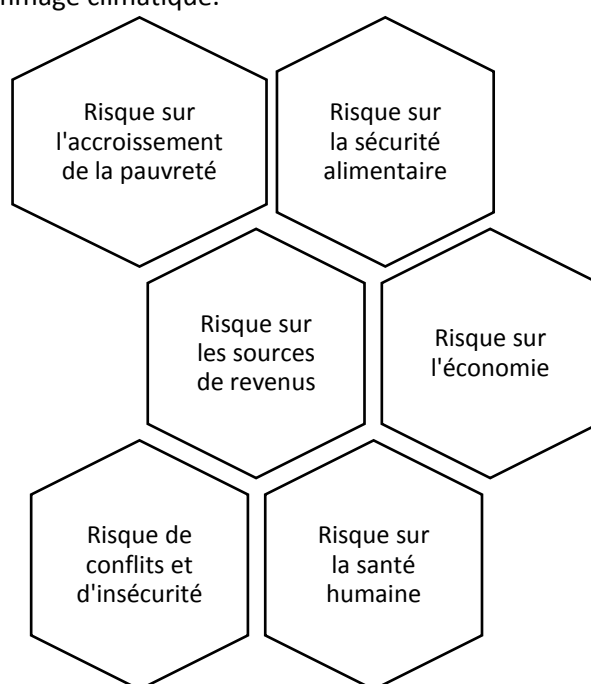 climatique.
Risque sur
l'accroissement
de la pauvreté
Risque sur
la sécurité
alimentaire
Risque sur
les sources
de revenus
Risque sur
l'économie
Risque de
conflits et
d'insécurité
Risque sur
la santé
humaine